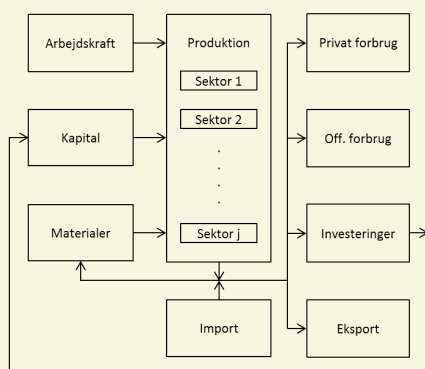 Arbejdskraft
Produktion
Privat forbrug
Sektor 1
Sektor 2
Kapital
Off. forbrug
.
.
.
.
Materialer
Sektor j
Investeringer
Import
Eksport